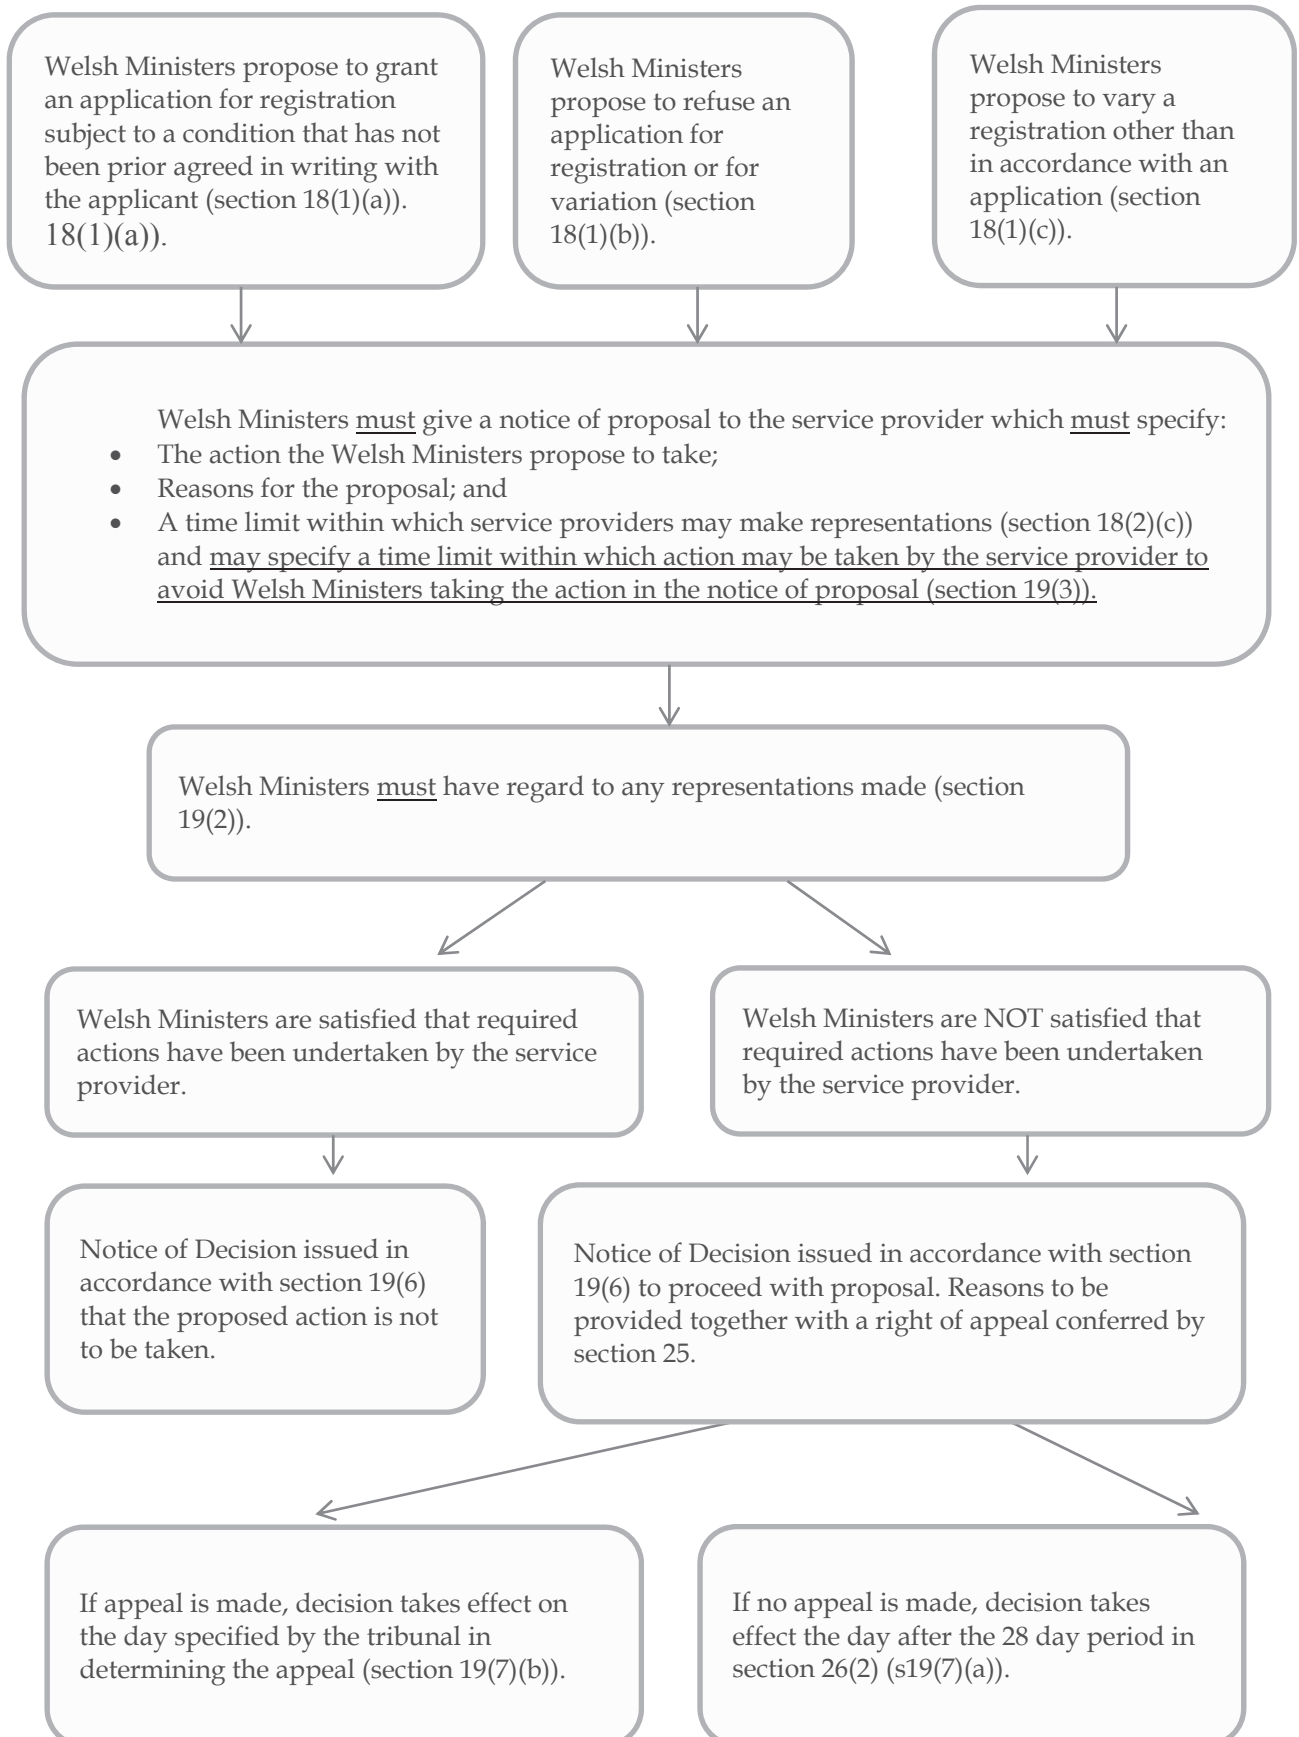 Welsh Ministers propose to grant
an application for registration
subject to a condition that has not
been prior agreed in writing with
the applicant (section 18(1)(a)).
18(1)(a)).
Welsh Ministers
propose to refuse an
application for
registration or for
variation (section
18(1)(b)).
Welsh Ministers
propose to vary a
registration other than
in accordance with an
application (section
18(1)(c)).
Welsh Ministers must give a notice of proposal to the service provider which must specify:
• The action the Welsh Ministers propose to take;
• Reasons for the proposal; and
• A time limit within which service providers may make representations (section 18(2)(c))
and may specify a time limit within which action may be taken by the service provider to
avoid Welsh Ministers taking the action in the notice of proposal (section 19(3)).
Welsh Ministers must have regard to any representations made (section
19(2)).
Welsh Ministers are satisfied that required
actions have been undertaken by the service
provider.
Welsh Ministers are NOT satisfied that
required actions have been undertaken
by the service provider.
Notice of Decision issued in
accordance with section 19(6)
that the proposed action is not
to be taken.
Notice of Decision issued in accordance with section
19(6) to proceed with proposal. Reasons to be
provided together with a right of appeal conferred by
section 25.
If appeal is made, decision takes effect on
the day specified by the tribunal in
determining the appeal (section 19(7)(b)).
If no appeal is made, decision takes
effect the day after the 28 day period in
section 26(2) (s19(7)(a)).